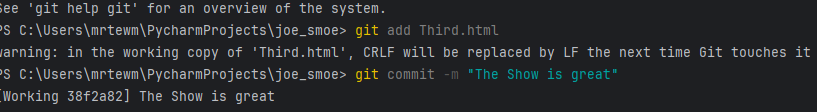 See 'git help git' for an overview of the system.
PS C:\Users\mrtewm\PycharmProjects\joe_smoe> git add Third.html
warning: in the working copy of 'Third.html', CRLF will be replaced by LF the next time Git touches it
PS C:\Users\mrtewm\PycharmProjects\joe_smoe> git commit -m "The Show is great"
[Working 38f2a82] The Show is great